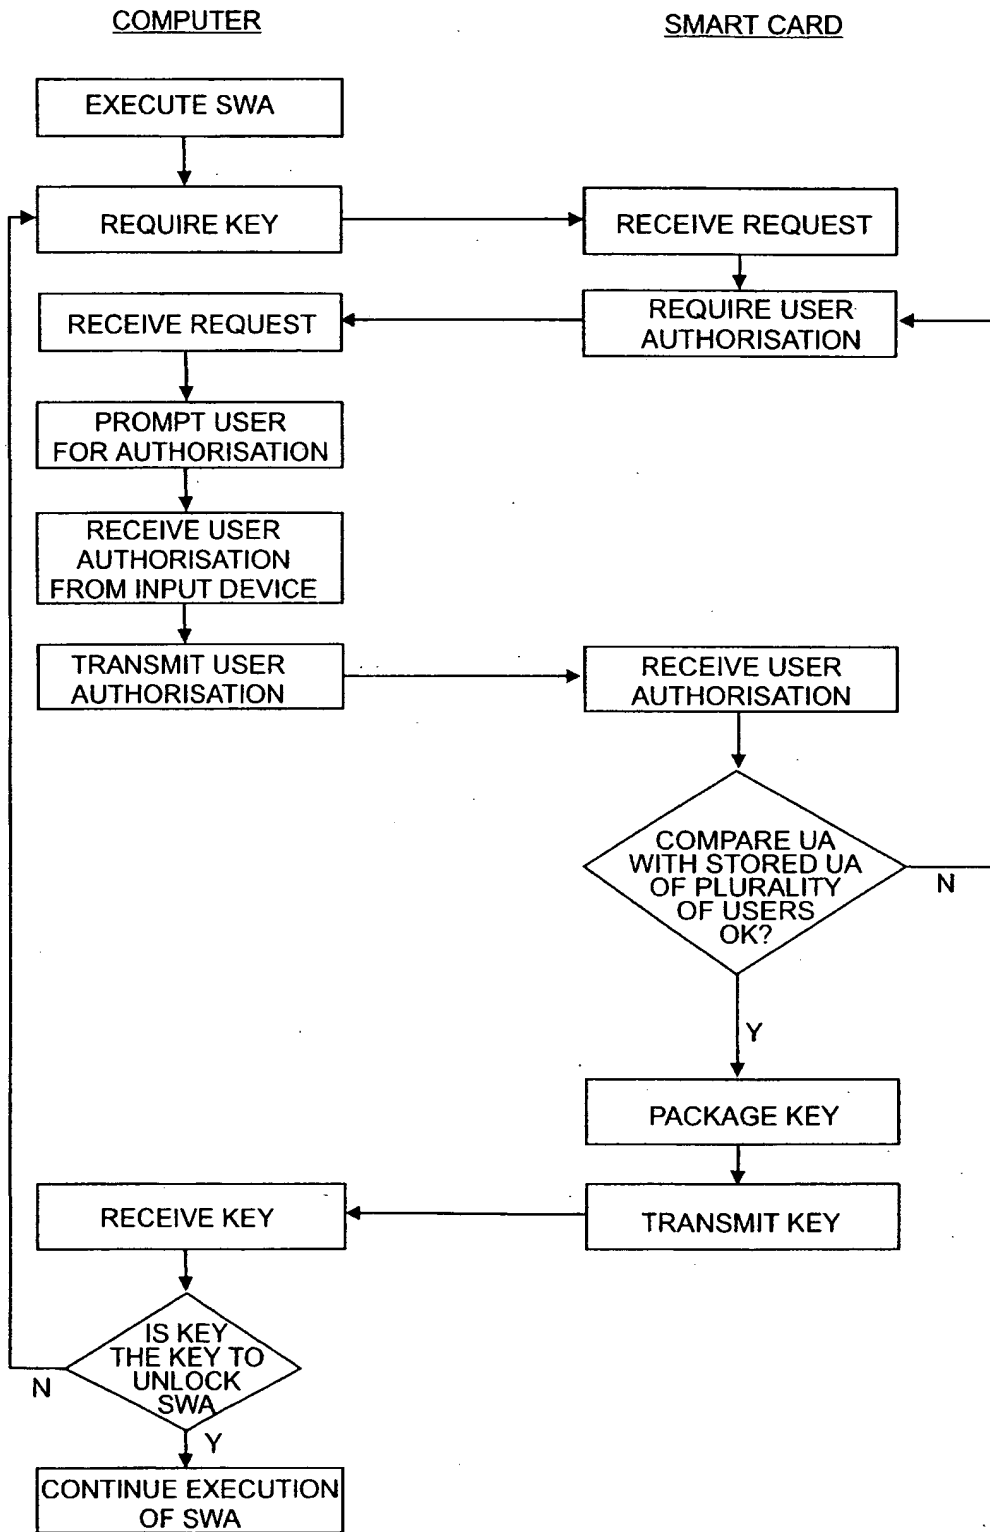 COMPUTER
SMART CARD
EXECUTE SWA
REQUIRE KEY
RECEIVE REQUEST
RECEIVE REQUEST
REQUIRE USER
AUTHORISATION
PROMPT USER
FOR AUTHORISATION
RECEIVE USER
AUTHORISATION
FROM INPUT DEVICE
TRANSMIT USER
AUTHORISATION
RECEIVE USER
AUTHORISATION
COMPARE UA
WITH STORED UA
OF PLURALITY
OF USERS
OK?
N
Y
PACKAGE KEY
RECEIVE KEY
TRANSMIT KEY
IS KEY
THE KEY TO
UNLOCK
SWA
N
Y
CONTINUE EXECUTION
OF SWA